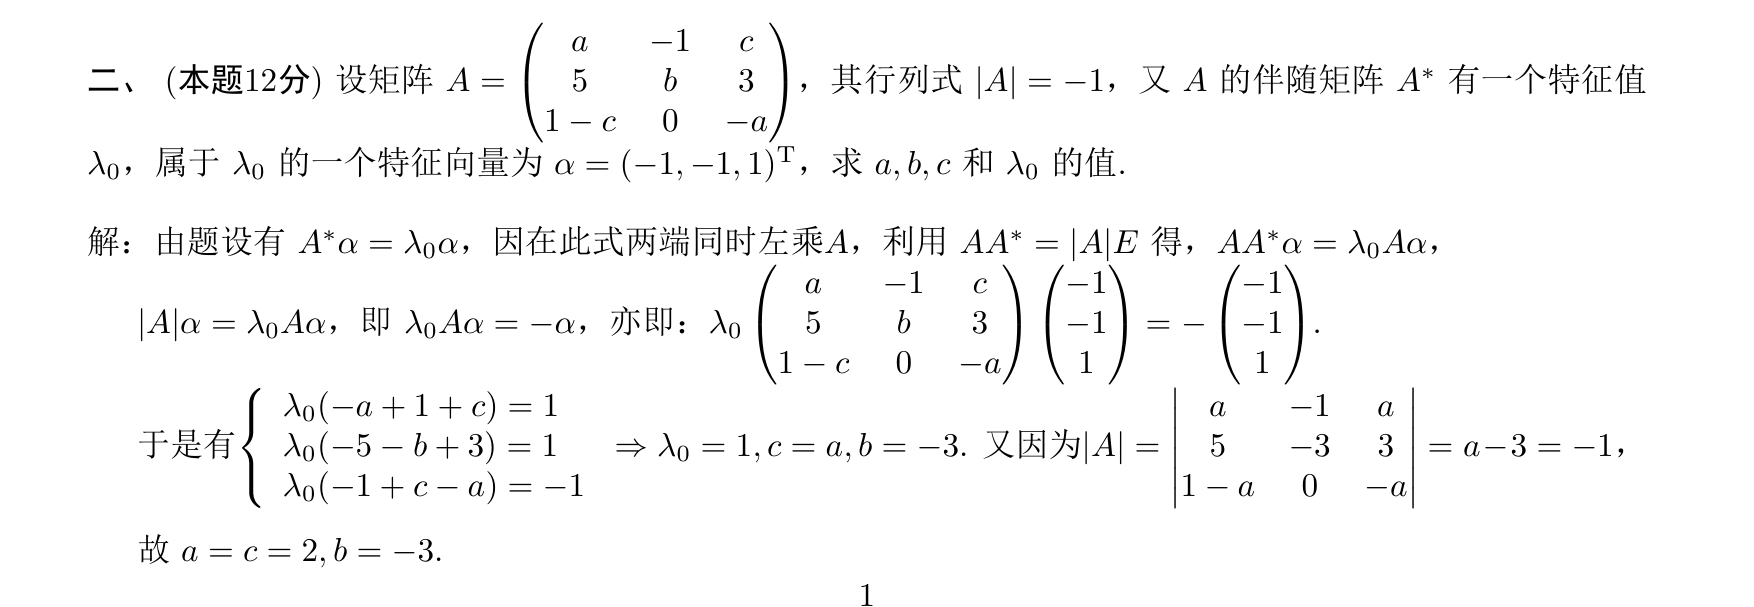 二、 (本题12分) 设矩阵 $A = \begin{pmatrix} a & -1 & c \\ 5 & b & 3 \\ 1-c & 0 & -a \end{pmatrix}$，其行列式 $|A| = -1$，又 $A$ 的伴随矩阵 $A^*$ 有一个特征值
$\lambda_0$，属于 $\lambda_0$ 的一个特征向量为 $\alpha = (-1, -1, 1)^{\mathrm{T}}$，求 $a, b, c$ 和 $\lambda_0$ 的值.
解：由题设有 $A^*\alpha = \lambda_0\alpha$，因在此式两端同时左乘$A$，利用 $AA^* = |A|E$ 得，$AA^*\alpha = \lambda_0 A\alpha$，
$|A|\alpha = \lambda_0 A\alpha$，即 $\lambda_0 A\alpha = -\alpha$，亦即：$\lambda_0 \begin{pmatrix} a & -1 & c \\ 5 & b & 3 \\ 1-c & 0 & -a \end{pmatrix} \begin{pmatrix} -1 \\ -1 \\ 1 \end{pmatrix} = -\begin{pmatrix} -1 \\ -1 \\ 1 \end{pmatrix}$.
于是有$\begin{cases} \lambda_0(-a+1+c) = 1 \\ \lambda_0(-5-b+3) = 1 \\ \lambda_0(-1+c-a) = -1 \end{cases}$ $\Rightarrow \lambda_0 = 1, c = a, b = -3$. 又因为$|A| = \begin{vmatrix} a & -1 & a \\ 5 & -3 & 3 \\ 1-a & 0 & -a \end{vmatrix} = a-3 = -1$，
故 $a = c = 2, b = -3$.
1